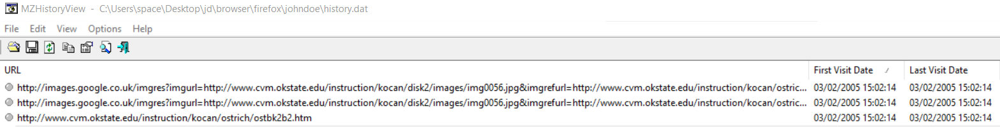 MZHistoryView - C:\Users\space\Desktop\jd\browser\firefox\johndoe\history.dat
File Edit View Options Help
URL First Visit Date Last Visit Date
http://images.google.co.uk/imgres?imgurl=http://www.cvm.okstate.edu/instruction/kocan/disk2/images/img0056.jpg&imgrefurl=http://www.cvm.okstate.edu/instruction/kocan/ostric... 03/02/2005 15:02:14 03/02/2005 15:02:14
http://images.google.co.uk/imgres?imgurl=http://www.cvm.okstate.edu/instruction/kocan/disk2/images/img0056.jpg&imgrefurl=http://www.cvm.okstate.edu/instruction/kocan/ostric... 03/02/2005 15:02:14 03/02/2005 15:02:14
http://www.cvm.okstate.edu/instruction/kocan/ostrich/ostbk2b2.htm 03/02/2005 15:02:14 03/02/2005 15:02:14